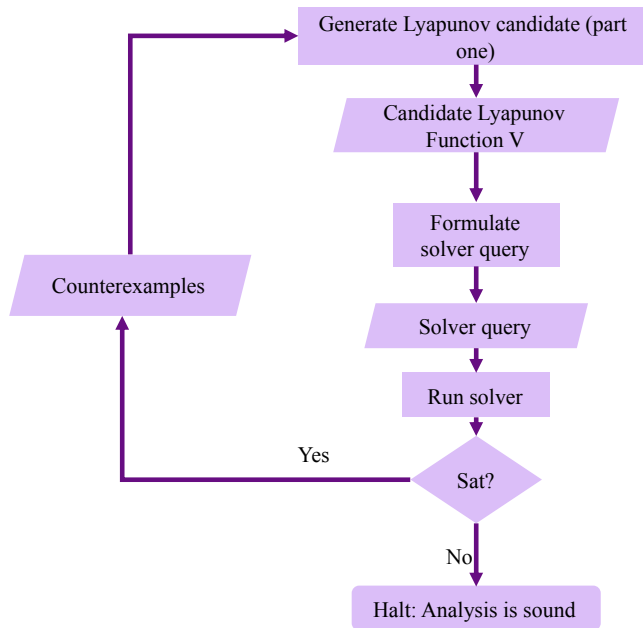 Generate Lyapunov candidate (part
one)
Candidate Lyapunov
Function V
Formulate
solver query
Counterexamples
Solver query
Run solver
Yes
Sat?
No
Halt: Analysis is sound